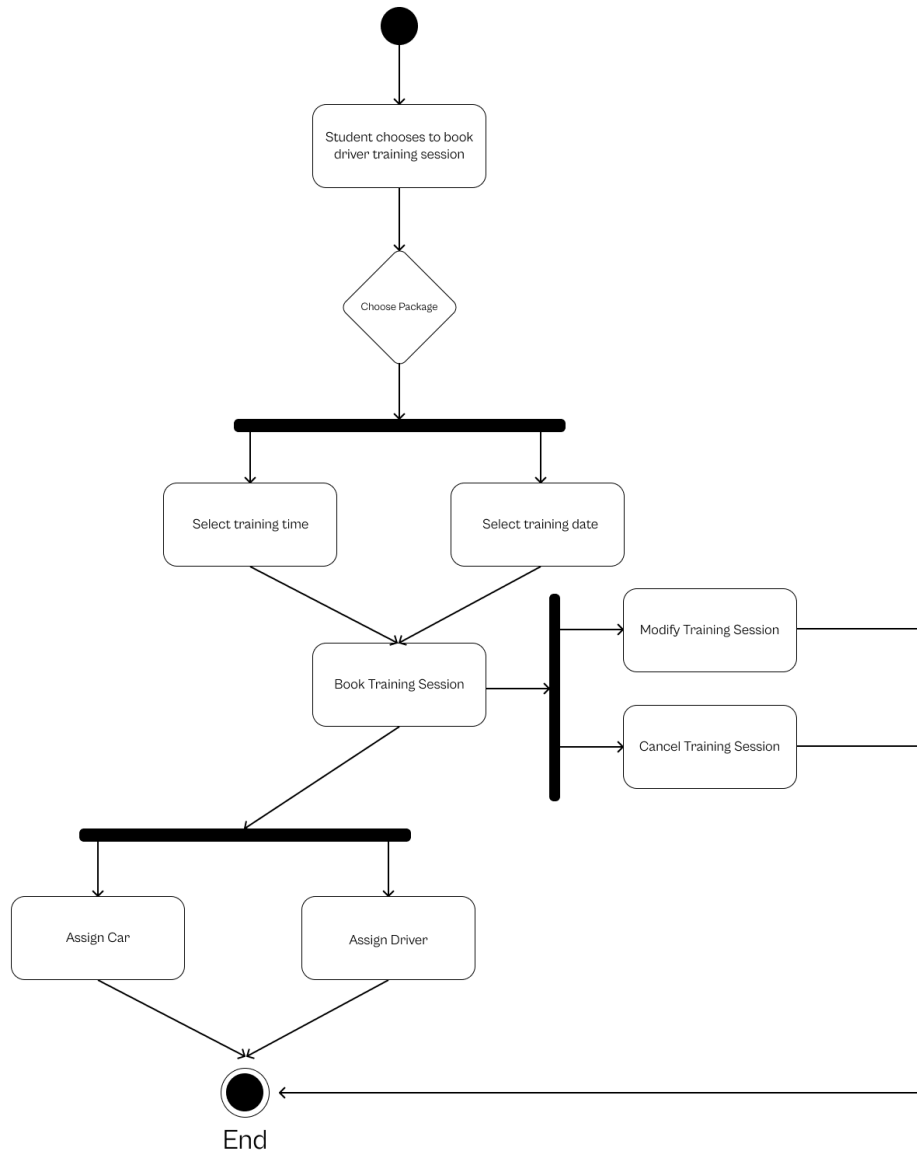 Student chooses to book
driver training session
Choose Package
Select training time
Select training date
Book Training Session
Modify Training Session
Cancel Training Session
Assign Car
Assign Driver
End